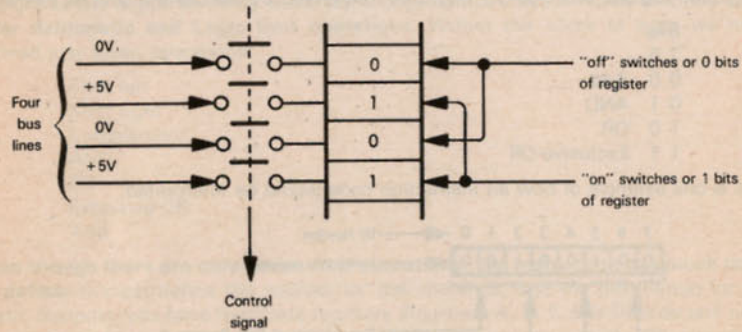 0V
+5V
0V
+5V
Four
bus
lines
0
1
0
1
"off" switches or 0 bits
of register
"on" switches or 1 bits
of register
Control
signal